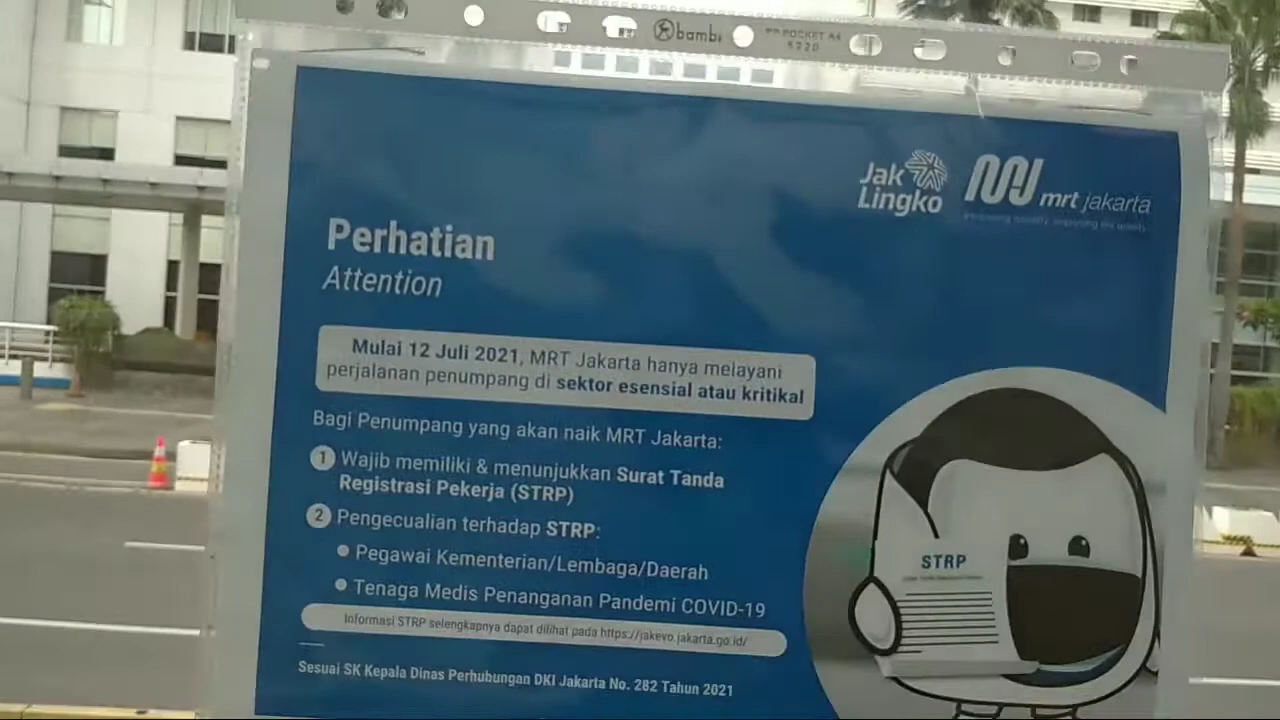 bambi
PP POCKET A4
Jak
Lingko
mrt jakarta
Perhatian
Attention
Mulai 12 Juli 2021, MRT Jakarta hanya melayani
perjalanan penumpang di sektor esensial atau kritikal
Bagi Penumpang yang akan naik MRT Jakarta:
1 Wajib memiliki & menunjukkan Surat Tanda
Registrasi Pekerja (STRP)
2 Pengecualian terhadap STRP:
Pegawai Kementerian/Lembaga/Daerah
Tenaga Medis Penanganan Pandemi COVID-19
Informasi STRP selengkapnya dapat dilihat pada https://jakevo.jakarta.go.id/
Sesuai SK Kepala Dinas Perhubungan DKI Jakarta No. 282 Tahun 2021
STRP